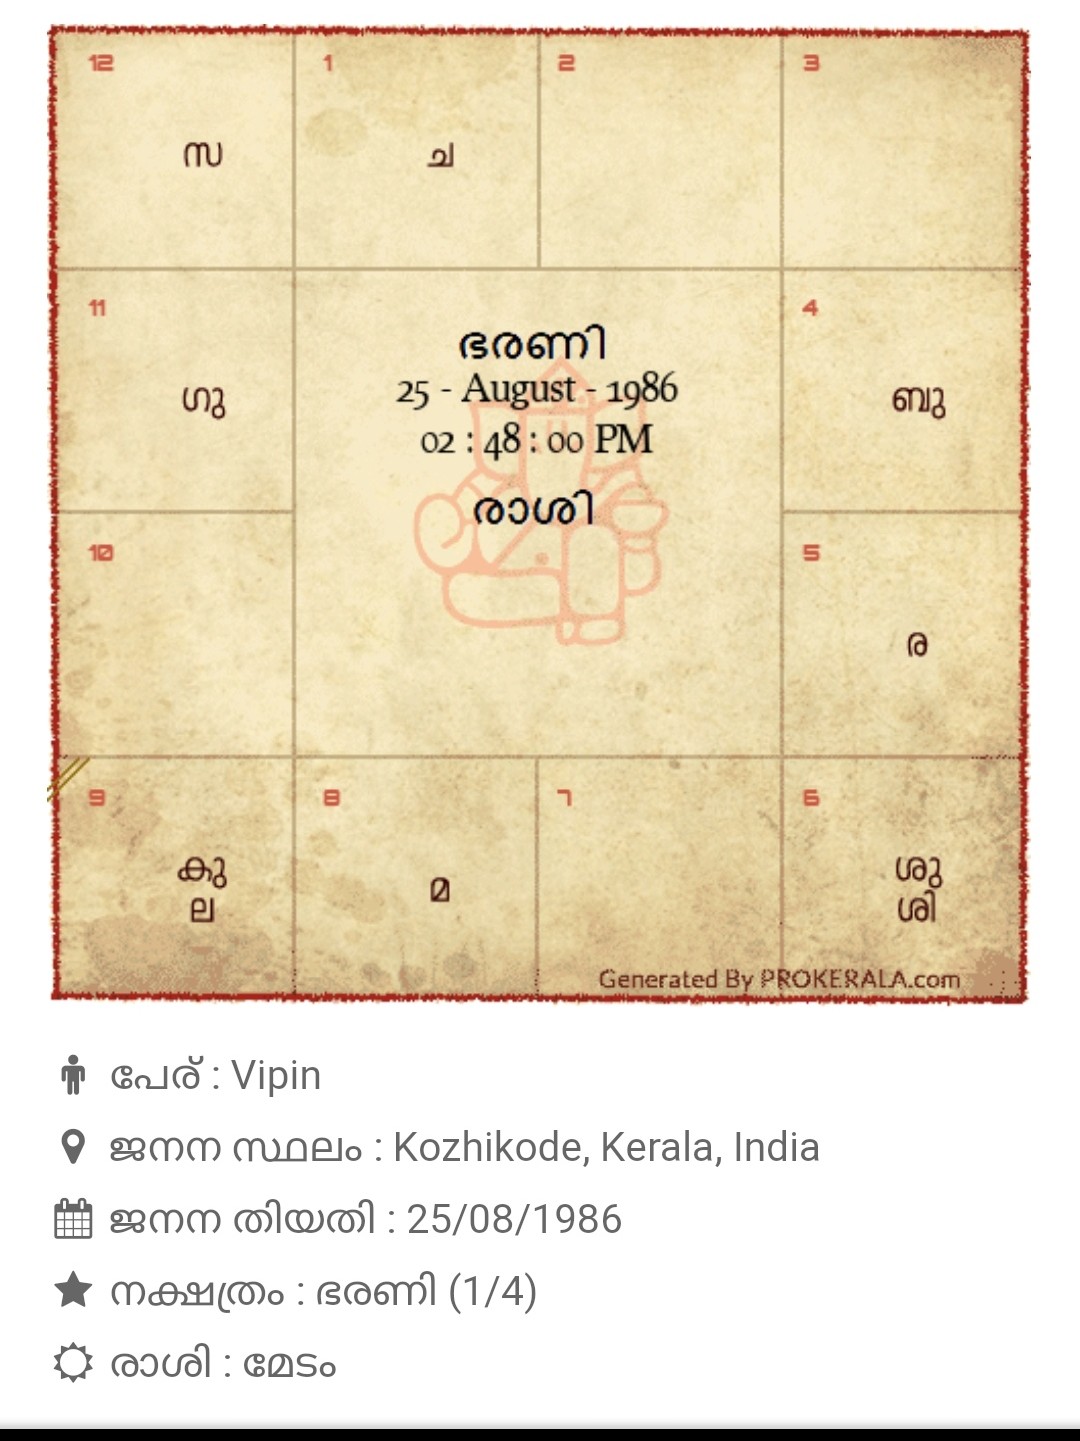 12
1
2
3
സ
ച
11
4
ഗു
ഭരണി
25 - August - 1986
02 : 48 : 00 PM
രാശി
ബു
10
5
ര
9
8
7
6
കു
ല
മ
ശു
ശി
Generated By PROKERALA.com
പേര് : Vipin
ജനന സ്ഥലം : Kozhikode, Kerala, India
ജനന തിയതി : 25/08/1986
നക്ഷത്രം : ഭരണി (1/4)
രാശി : മേടം